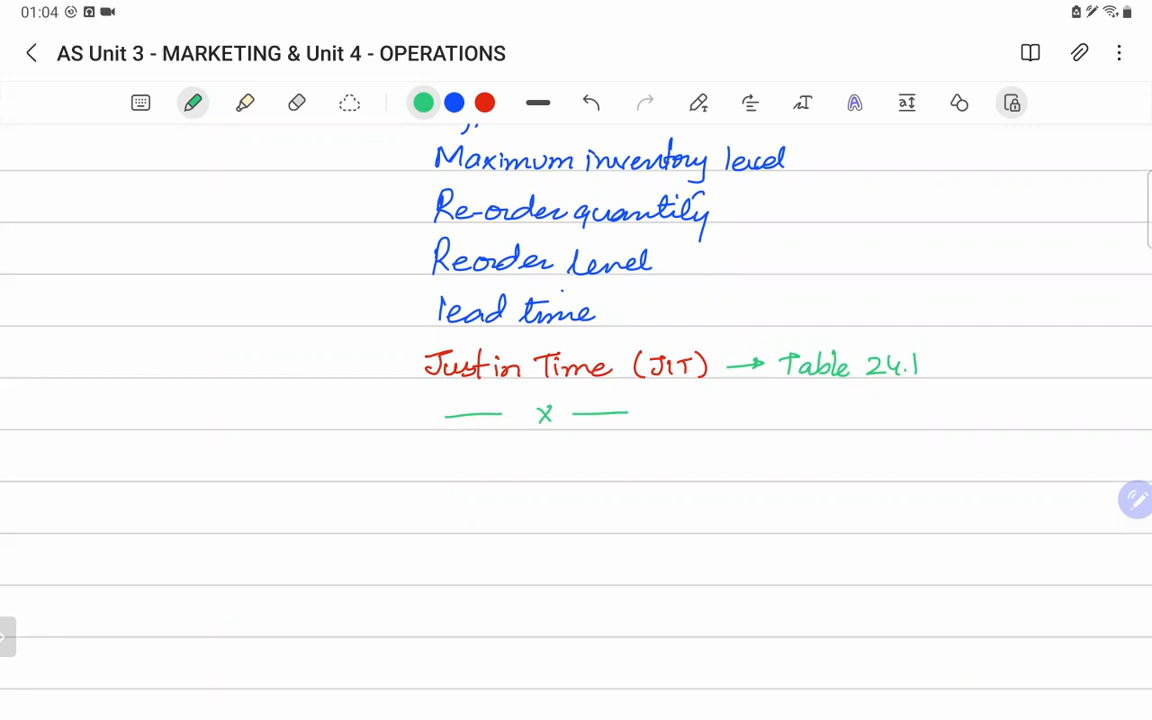 01:04
AS Unit 3 - MARKETING & Unit 4 - OPERATIONS
Maximum inventory level
Re-order quantity
Reorder level
lead time
Just in Time (JIT) → Table 24.1
— x —